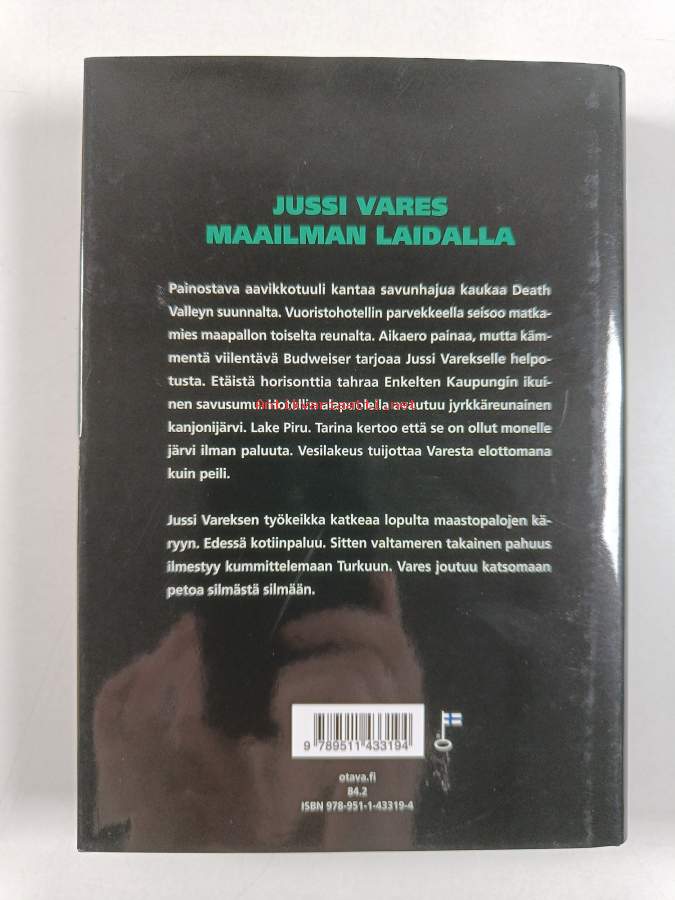 JUSSI VARES
MAAILMAN LAIDALLA
Painostava aavikkotuuli kantaa savunhajua kaukaa Death
Valleyn suunnalta. Vuoristohotellin parvekkeella seisoo matka-
mies maapallon toiselta reunalta. Aikaero painaa, mutta käm-
mentä viilentävä Budweiser tarjoaa Jussi Varekselle helpo-
tusta. Etäistä horisonttia tahraa Enkelten Kaupungin ikui-
nen savusumu. Hotellin alapuolella avautuu jyrkkäreunainen
kanjonijärvi. Lake Piru. Tarina kertoo että se on ollut monelle
järvi ilman paluuta. Vesilakeus tuijottaa Varesta elottomana
kuin peili.
Jussi Vareksen työkeikka katkeaa lopulta maastopalojen kä-
ryyn. Edessä kotiinpaluu. Sitten valtameren takainen pahuus
ilmestyy kummittelemaan Turkuun. Vares joutuu katsomaan
petoa silmästä silmään.
9 789511 433194
otava.fi
84.2
ISBN 978-951-1-43319-4